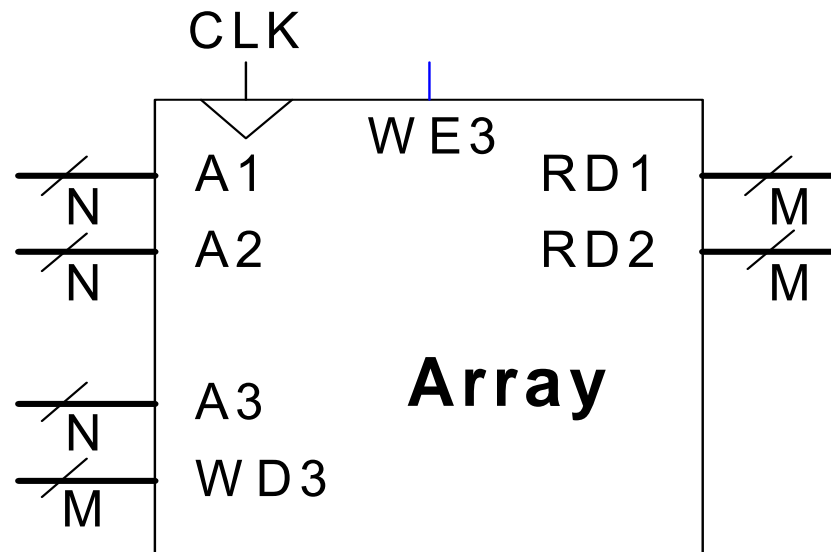 CLK
WE3
A1 RD1
N M
A2 RD2
N M
Array
A3
N
WD3
M